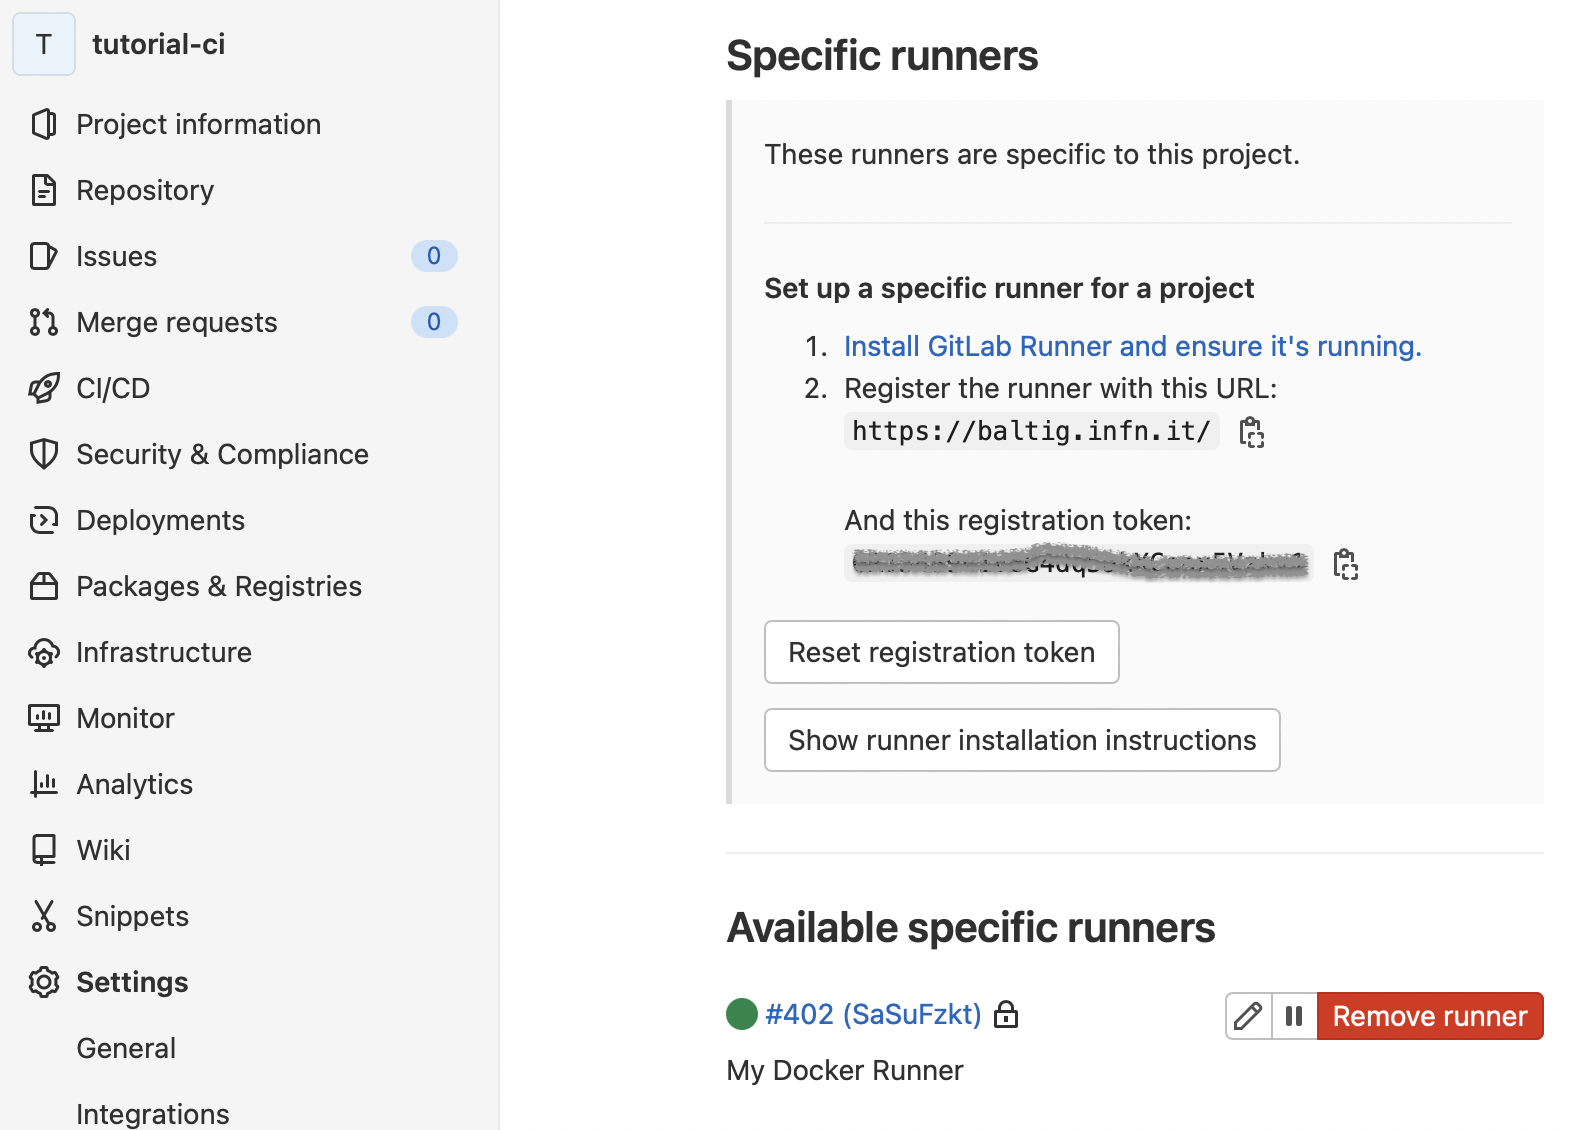 T tutorial-ci
Project information
Repository
Issues 0
Merge requests 0
CI/CD
Security & Compliance
Deployments
Packages & Registries
Infrastructure
Monitor
Analytics
Wiki
Snippets
Settings
General
Integrations
Specific runners
These runners are specific to this project.
Set up a specific runner for a project
1. Install GitLab Runner and ensure it's running.
2. Register the runner with this URL:
https://baltig.infn.it/
And this registration token:
Reset registration token
Show runner installation instructions
Available specific runners
#402 (SaSuFzkt) Remove runner
My Docker Runner